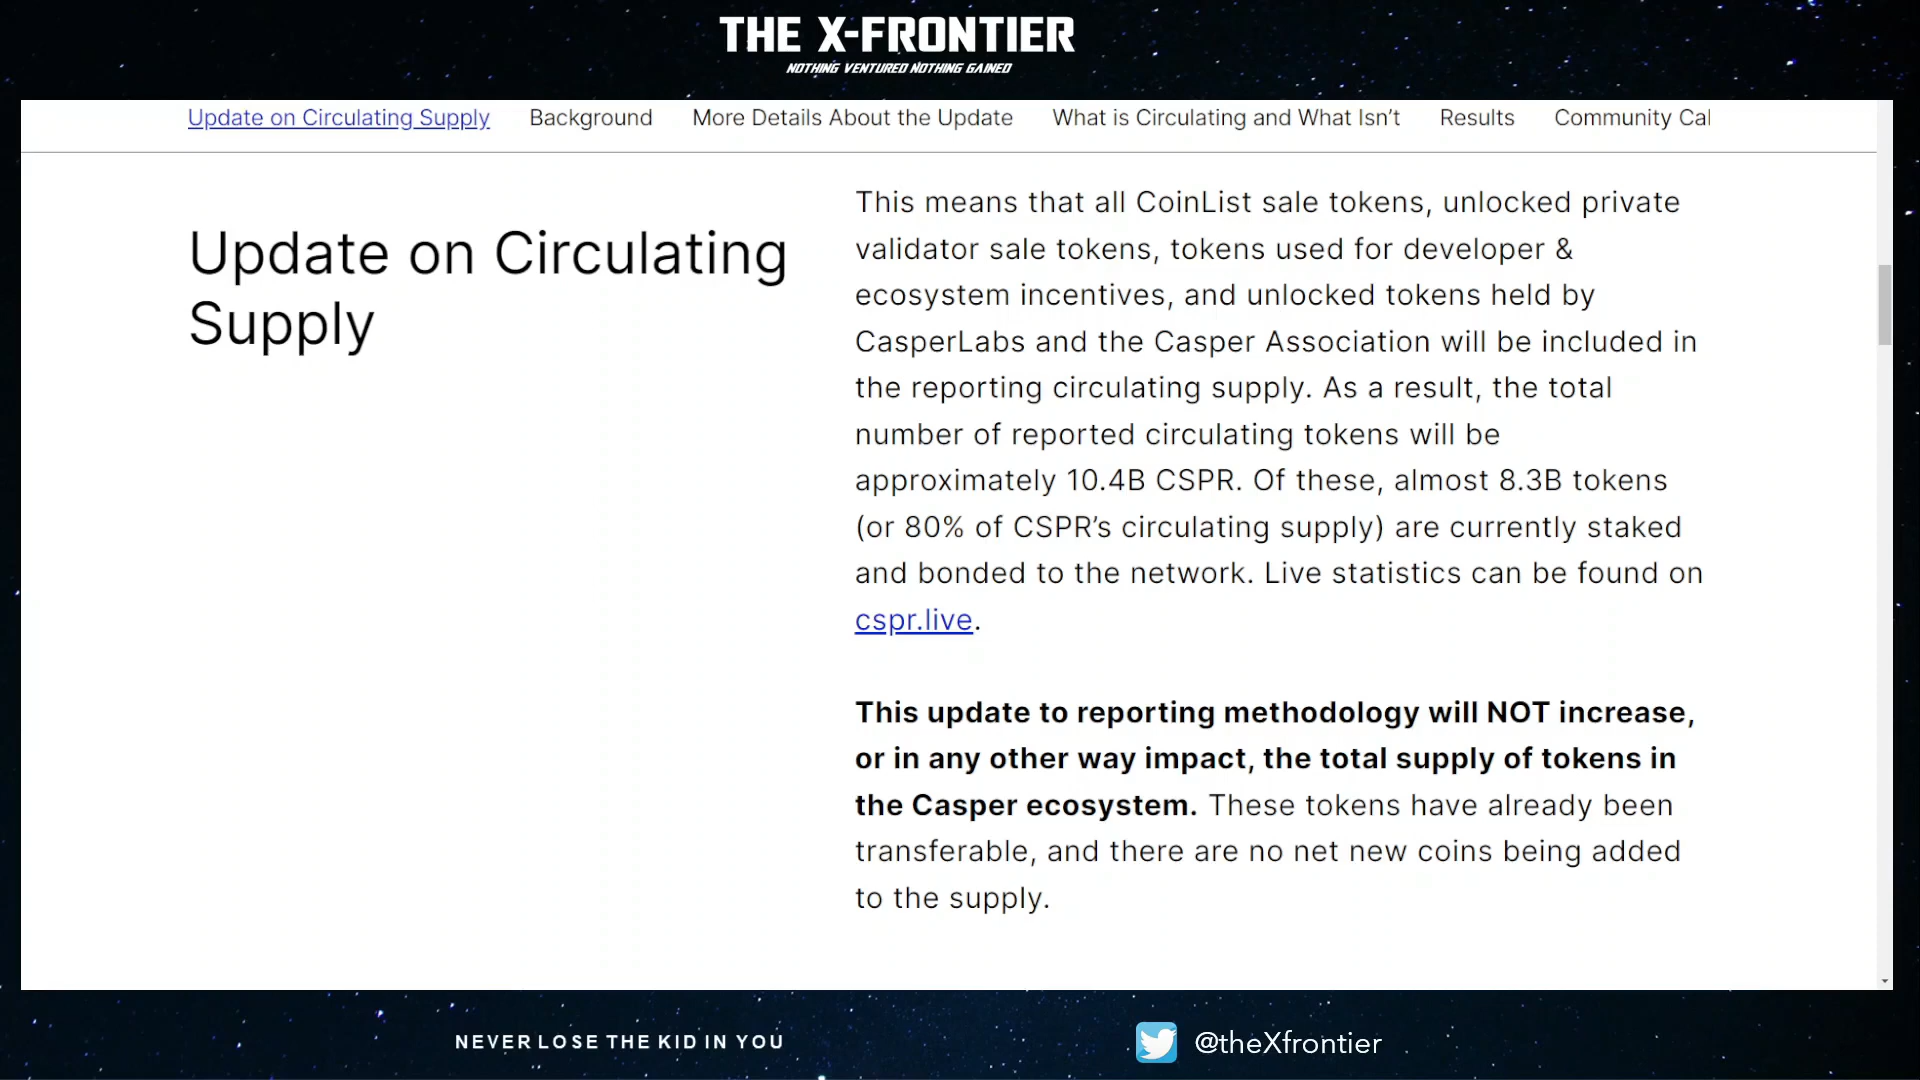 THE X-FRONTIER
NOTHING VENTURED NOTHING GAINED
Update on Circulating Supply Background More Details About the Update What is Circulating and What Isn’t Results Community Cal
Update on Circulating
Supply
This means that all CoinList sale tokens, unlocked private
validator sale tokens, tokens used for developer &
ecosystem incentives, and unlocked tokens held by
CasperLabs and the Casper Association will be included in
the reporting circulating supply. As a result, the total
number of reported circulating tokens will be
approximately 10.4B CSPR. Of these, almost 8.3B tokens
(or 80% of CSPR’s circulating supply) are currently staked
and bonded to the network. Live statistics can be found on
cspr.live.
This update to reporting methodology will NOT increase,
or in any other way impact, the total supply of tokens in
the Casper ecosystem. These tokens have already been
transferable, and there are no net new coins being added
to the supply.
NEVER LOSE THE KID IN YOU
@theXfrontier